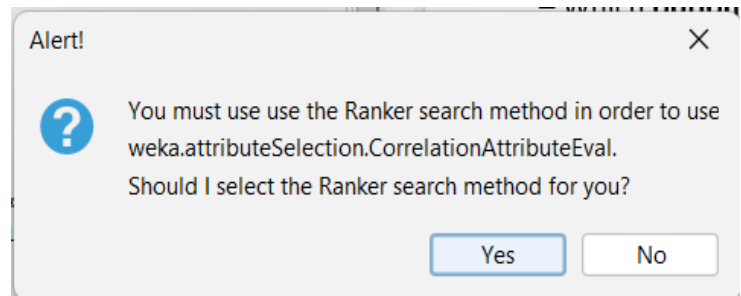 Alert!
You must use use the Ranker search method in order to use
weka.attributeSelection.CorrelationAttributeEval.
Should I select the Ranker search method for you?
Yes
No